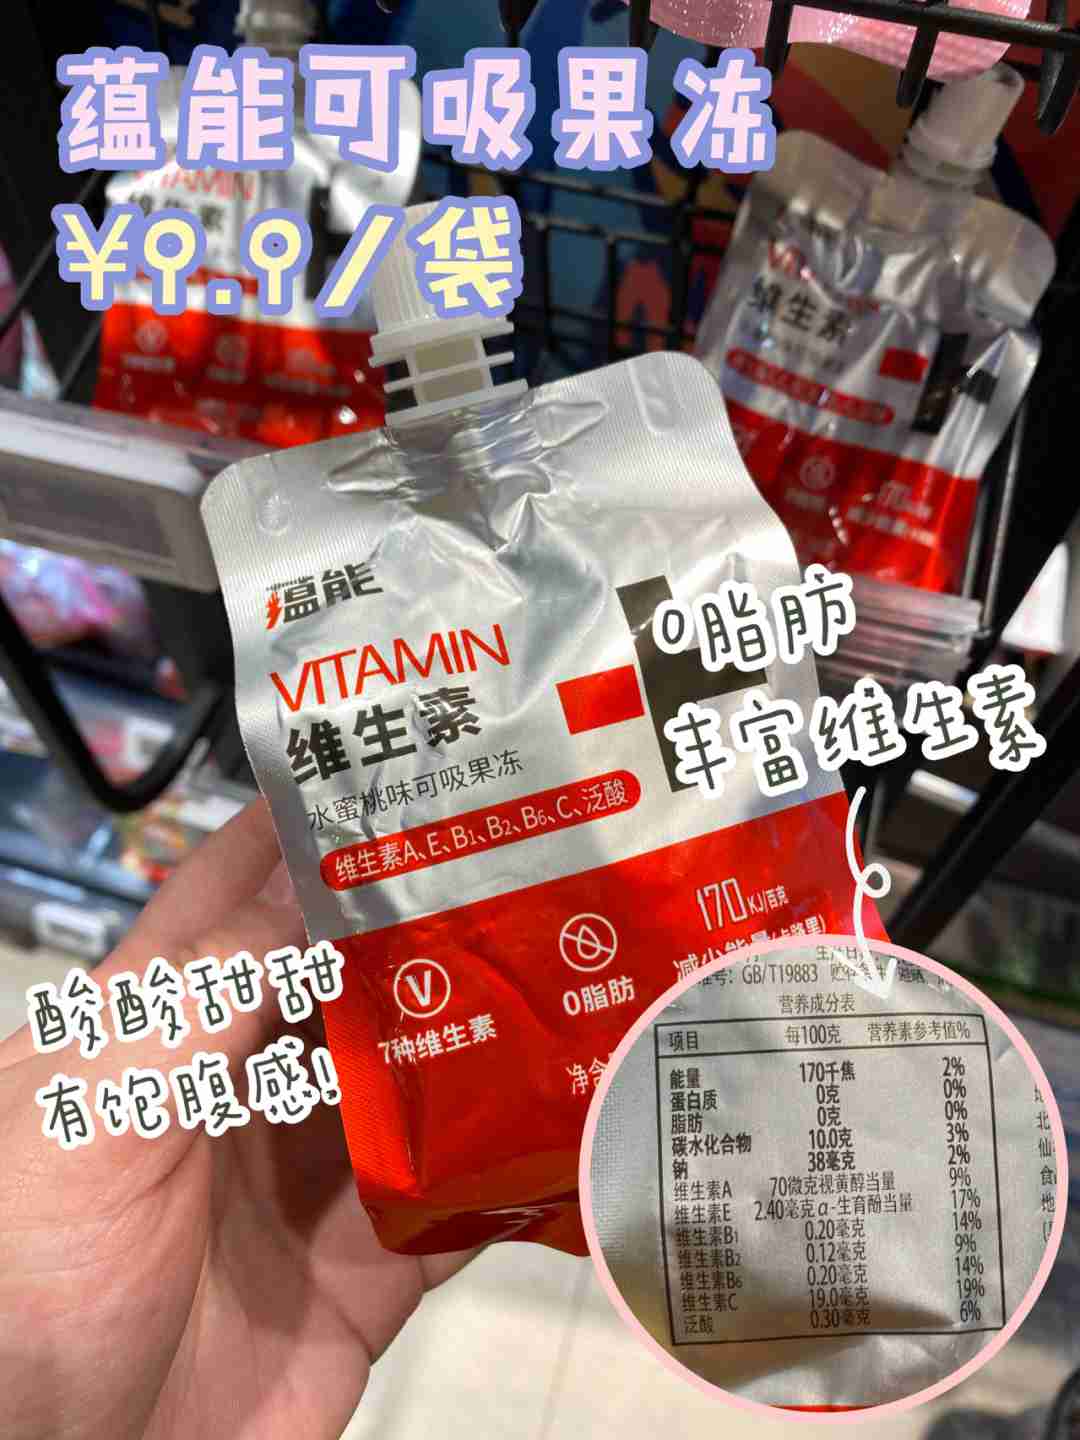 蕴能可吸果冻
¥9.9/袋
VITAMIN
维生素
VITAMIN
维生素
蕴能
VITAMIN
维生素
水蜜桃味可吸果冻
维生素A、E、B1、B2、B6、C、泛酸
170KJ/百克
7种维生素
0脂肪
净含
0脂肪
丰富维生素
酸酸甜甜
有饱腹感!
GB/T19883
营养成分表
项目 每100克 营养素参考值%
能量 170千焦 2%
蛋白质 0克 0%
脂肪 0克 0%
碳水化合物 10.0克 3%
钠 38毫克 2%
维生素A 70微克视黄醇当量 9%
维生素E 2.40毫克α-生育酚当量 17%
维生素B1 0.20毫克 14%
维生素B2 0.12毫克 9%
维生素B6 0.20毫克 14%
维生素C 19.0毫克 19%
泛酸 0.30毫克 6%